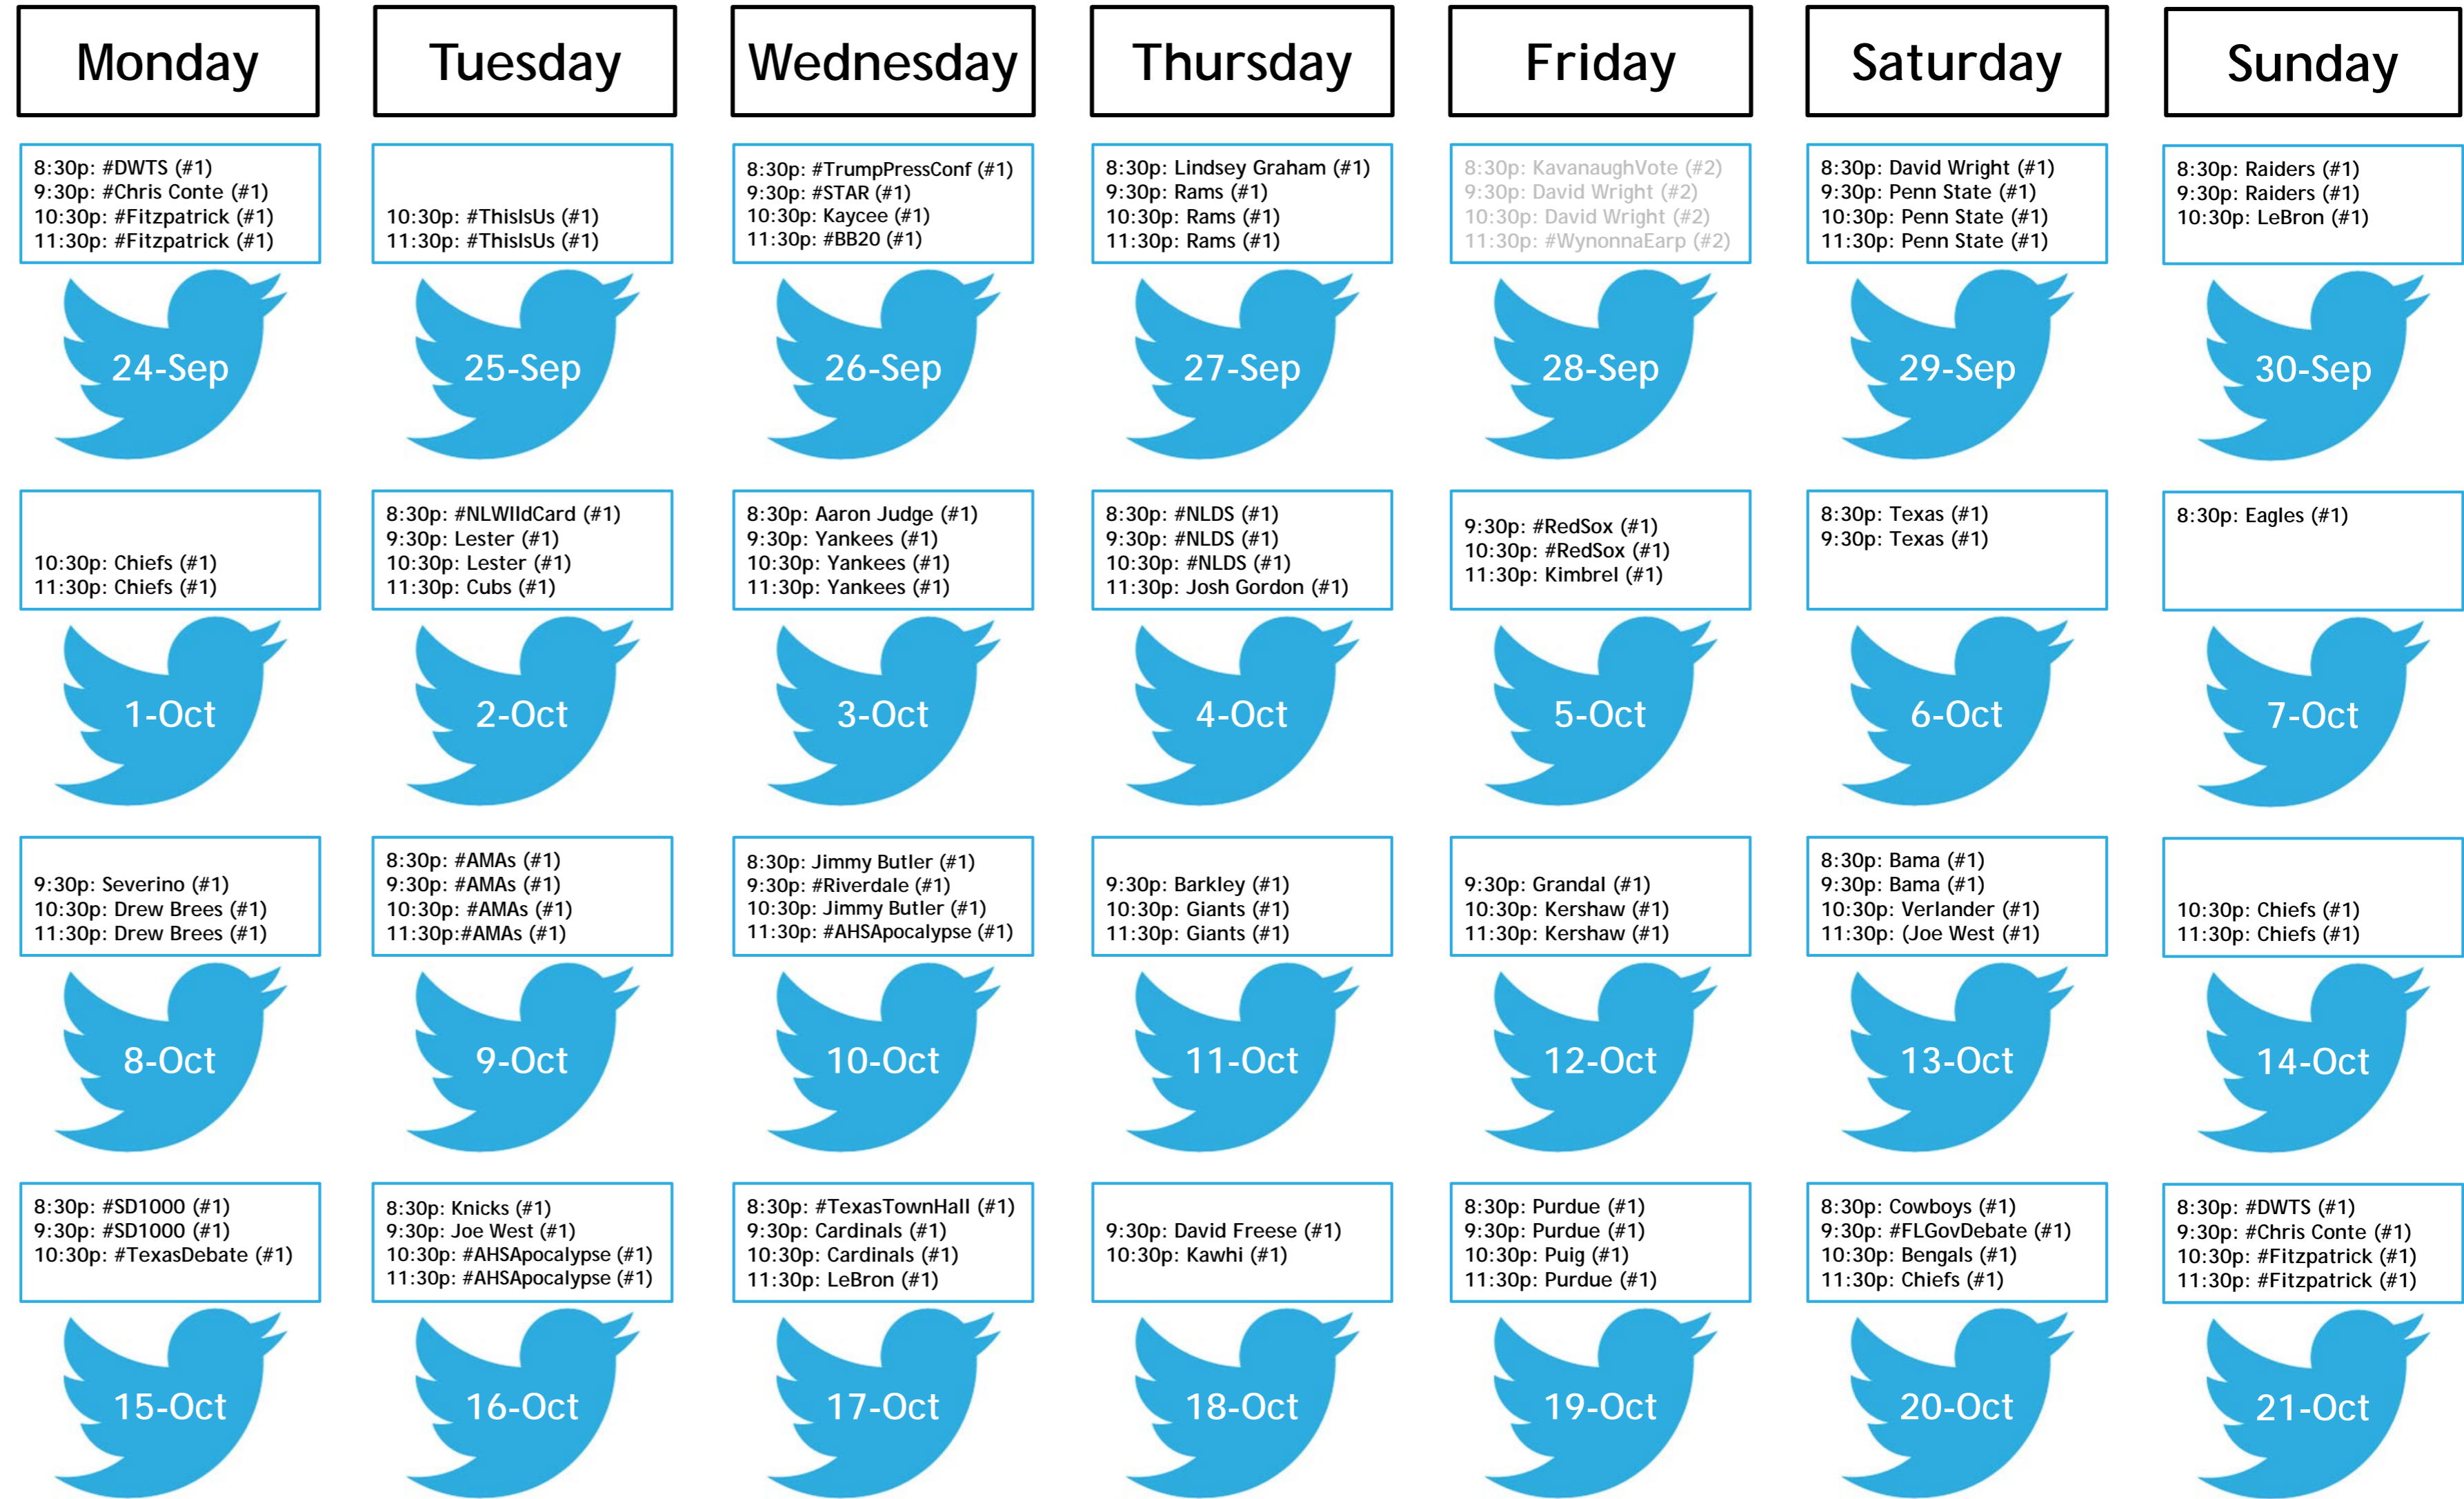 Monday
Tuesday
Wednesday
Thursday
Friday
Saturday
Sunday
8:30p: #DWTS (#1)
9:30p: #Chris Conte (#1)
10:30p: #Fitzpatrick (#1)
11:30p: #Fitzpatrick (#1)
24-Sep
10:30p: #ThisIsUs (#1)
11:30p: #ThisIsUs (#1)
25-Sep
8:30p: #TrumpPressConf (#1)
9:30p: #STAR (#1)
10:30p: Kaycee (#1)
11:30p: #BB20 (#1)
26-Sep
8:30p: Lindsey Graham (#1)
9:30p: Rams (#1)
10:30p: Rams (#1)
11:30p: Rams (#1)
27-Sep
8:30p: KavanaughVote (#2)
9:30p: David Wright (#2)
10:30p: David Wright (#2)
11:30p: #WynonnaEarp (#2)
28-Sep
8:30p: David Wright (#1)
9:30p: Penn State (#1)
10:30p: Penn State (#1)
11:30p: Penn State (#1)
29-Sep
8:30p: Raiders (#1)
9:30p: Raiders (#1)
10:30p: LeBron (#1)
30-Sep
10:30p: Chiefs (#1)
11:30p: Chiefs (#1)
1-Oct
8:30p: #NLWIldCard (#1)
9:30p: Lester (#1)
10:30p: Lester (#1)
11:30p: Cubs (#1)
2-Oct
8:30p: Aaron Judge (#1)
9:30p: Yankees (#1)
10:30p: Yankees (#1)
11:30p: Yankees (#1)
3-Oct
8:30p: #NLDS (#1)
9:30p: #NLDS (#1)
10:30p: #NLDS (#1)
11:30p: Josh Gordon (#1)
4-Oct
9:30p: #RedSox (#1)
10:30p: #RedSox (#1)
11:30p: Kimbrel (#1)
5-Oct
8:30p: Texas (#1)
9:30p: Texas (#1)
6-Oct
8:30p: Eagles (#1)
7-Oct
9:30p: Severino (#1)
10:30p: Drew Brees (#1)
11:30p: Drew Brees (#1)
8-Oct
8:30p: #AMAs (#1)
9:30p: #AMAs (#1)
10:30p: #AMAs (#1)
11:30p:#AMAs (#1)
9-Oct
8:30p: Jimmy Butler (#1)
9:30p: #Riverdale (#1)
10:30p: Jimmy Butler (#1)
11:30p: #AHSApocalypse (#1)
10-Oct
9:30p: Barkley (#1)
10:30p: Giants (#1)
11:30p: Giants (#1)
11-Oct
9:30p: Grandal (#1)
10:30p: Kershaw (#1)
11:30p: Kershaw (#1)
12-Oct
8:30p: Bama (#1)
9:30p: Bama (#1)
10:30p: Verlander (#1)
11:30p: (Joe West (#1)
13-Oct
10:30p: Chiefs (#1)
11:30p: Chiefs (#1)
14-Oct
8:30p: #SD1000 (#1)
9:30p: #SD1000 (#1)
10:30p: #TexasDebate (#1)
15-Oct
8:30p: Knicks (#1)
9:30p: Joe West (#1)
10:30p: #AHSApocalypse (#1)
11:30p: #AHSApocalypse (#1)
16-Oct
8:30p: #TexasTownHall (#1)
9:30p: Cardinals (#1)
10:30p: Cardinals (#1)
11:30p: LeBron (#1)
17-Oct
9:30p: David Freese (#1)
10:30p: Kawhi (#1)
18-Oct
8:30p: Purdue (#1)
9:30p: Purdue (#1)
10:30p: Puig (#1)
11:30p: Purdue (#1)
19-Oct
8:30p: Cowboys (#1)
9:30p: #FLGovDebate (#1)
10:30p: Bengals (#1)
11:30p: Chiefs (#1)
20-Oct
8:30p: #DWTS (#1)
9:30p: #Chris Conte (#1)
10:30p: #Fitzpatrick (#1)
11:30p: #Fitzpatrick (#1)
21-Oct